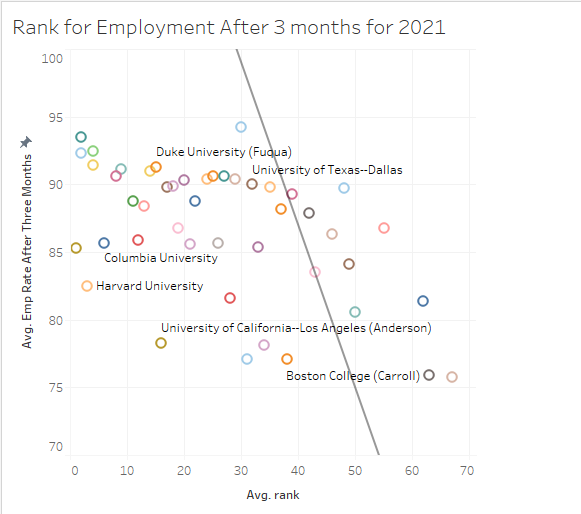 Rank for Employment After 3 months for 2021
100
95
90
85
80
75
70
Avg. Emp Rate After Three Months
Duke University (Fuqua)
University of Texas--Dallas
Columbia University
Harvard University
University of California--Los Angeles (Anderson)
Boston College (Carroll)
0 10 20 30 40 50 60 70
Avg. rank